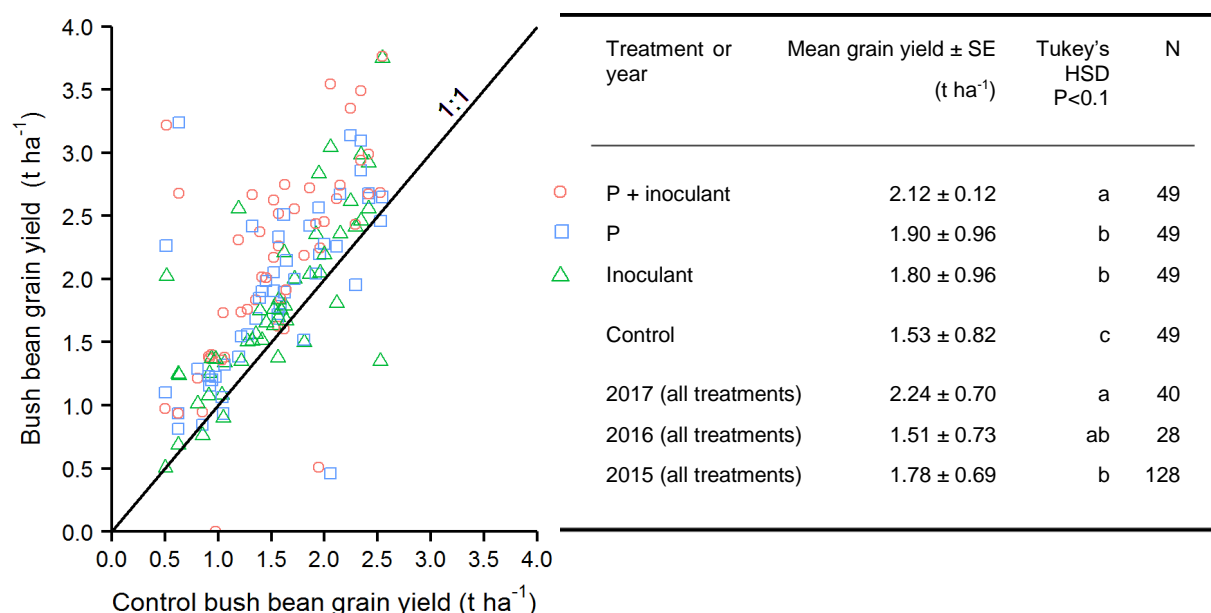 Bush bean grain yield (t ha⁻¹)
4.0
3.5
3.0
2.5
2.0
1.5
1.0
0.5
0.0
0.0 0.5 1.0 1.5 2.0 2.5 3.0 3.5 4.0
Control bush bean grain yield (t ha⁻¹)
1:1
Treatment or Mean grain yield ± SE Tukey's N
year HSD
(t ha⁻¹) P<0.1
P + inoculant 2.12 ± 0.12 a 49
P 1.90 ± 0.96 b 49
Inoculant 1.80 ± 0.96 b 49
Control 1.53 ± 0.82 c 49
2017 (all treatments) 2.24 ± 0.70 a 40
2016 (all treatments) 1.51 ± 0.73 ab 28
2015 (all treatments) 1.78 ± 0.69 b 128